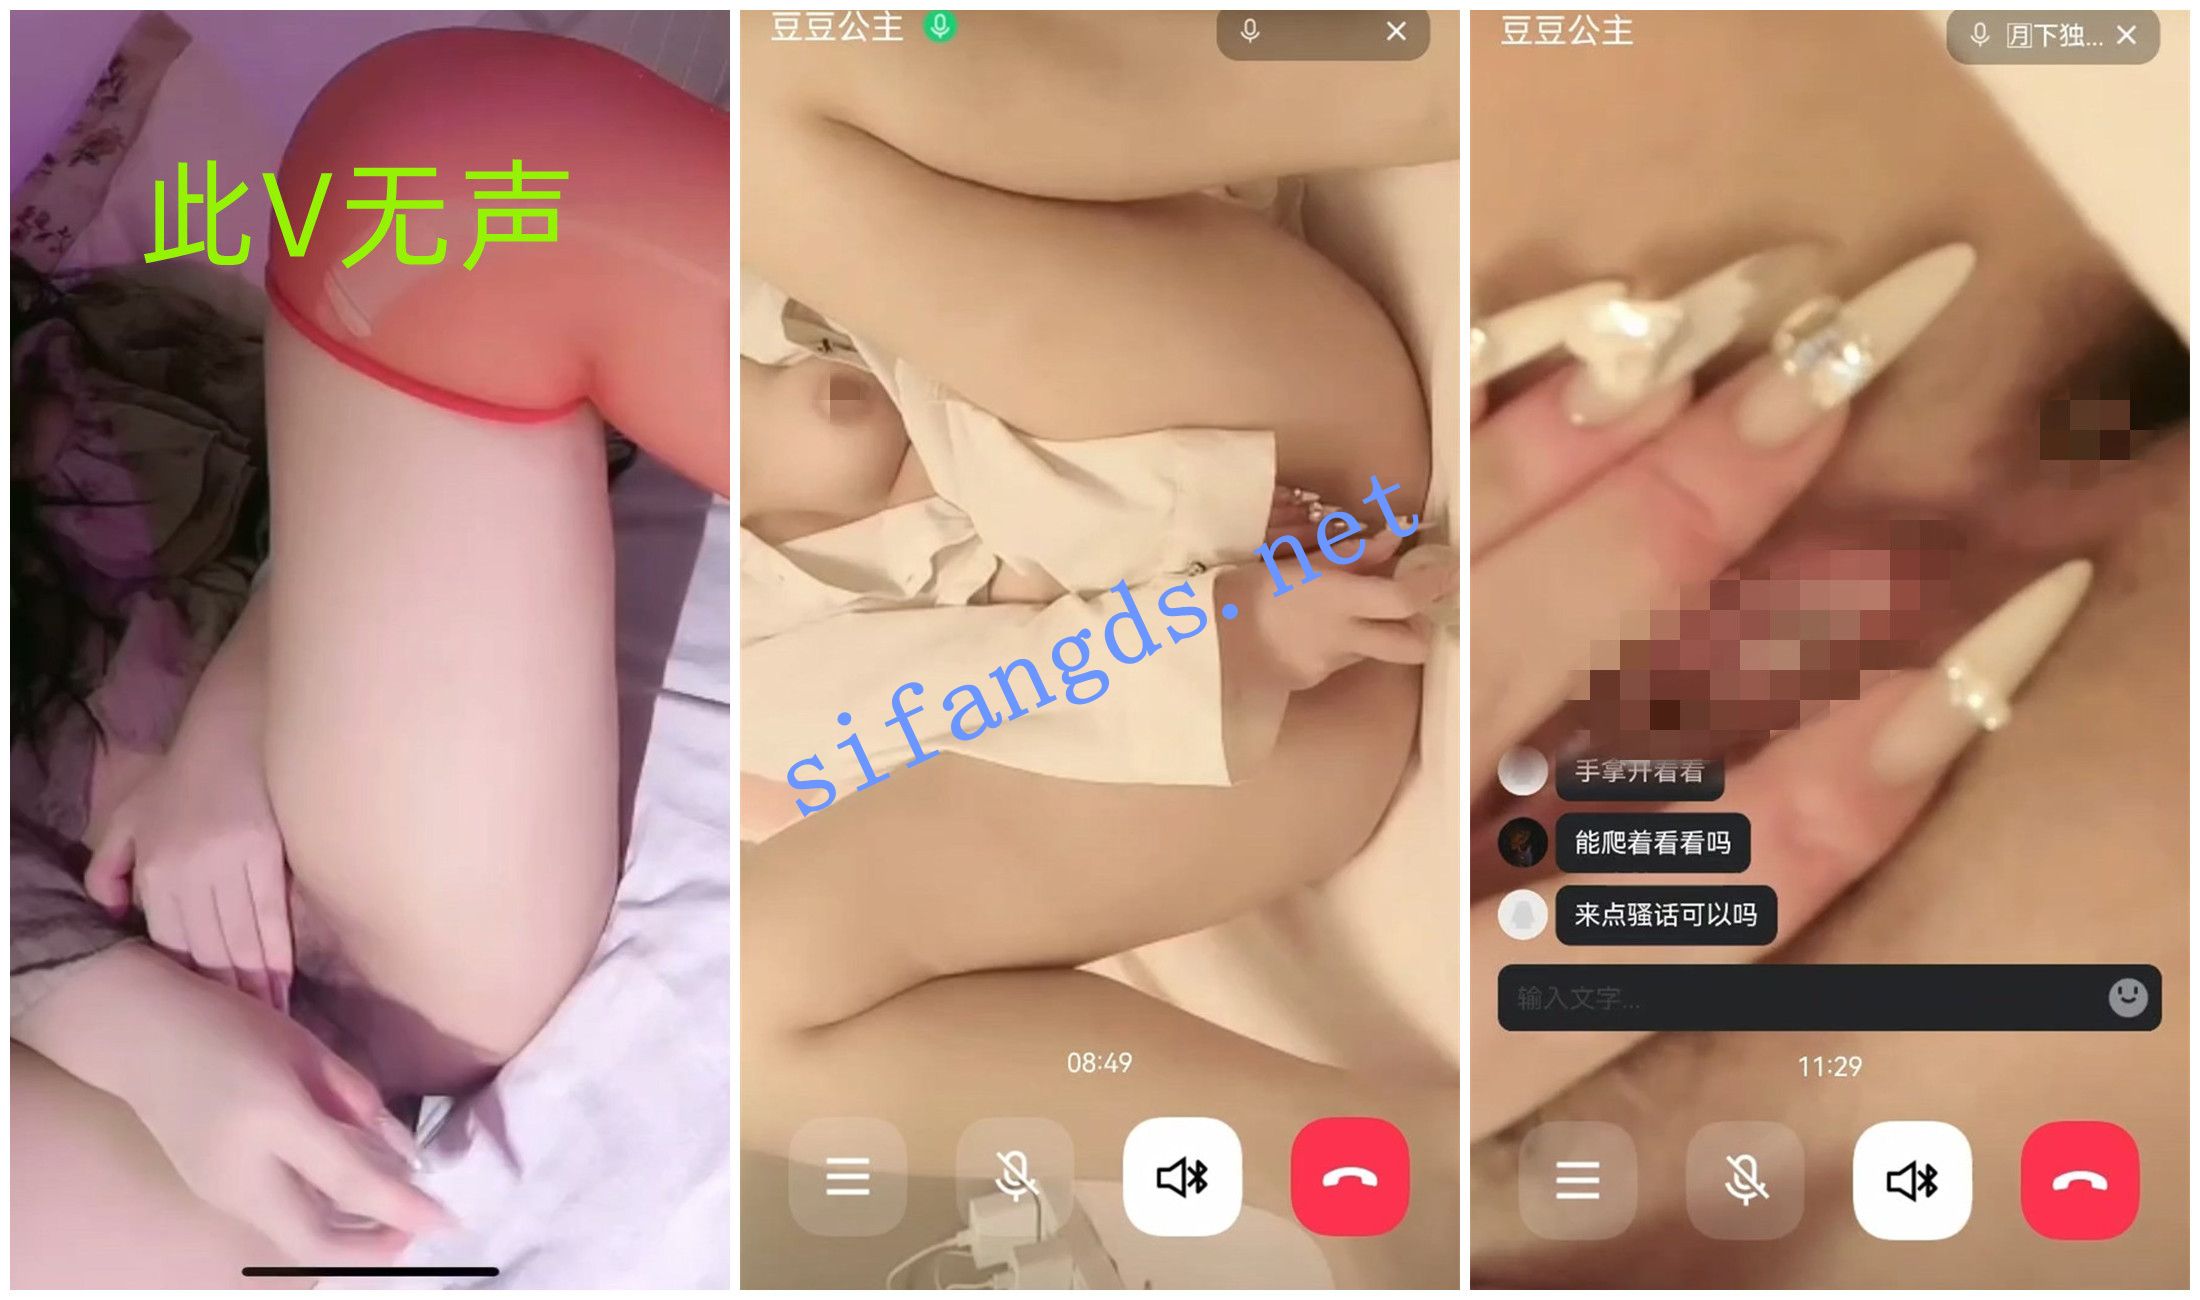 此V无声
豆豆公主
sifangds.net
08:49
豆豆公主
月下独...
手拿开看看
能爬着看看吗
来点骚话可以吗
输入文字...
11:29